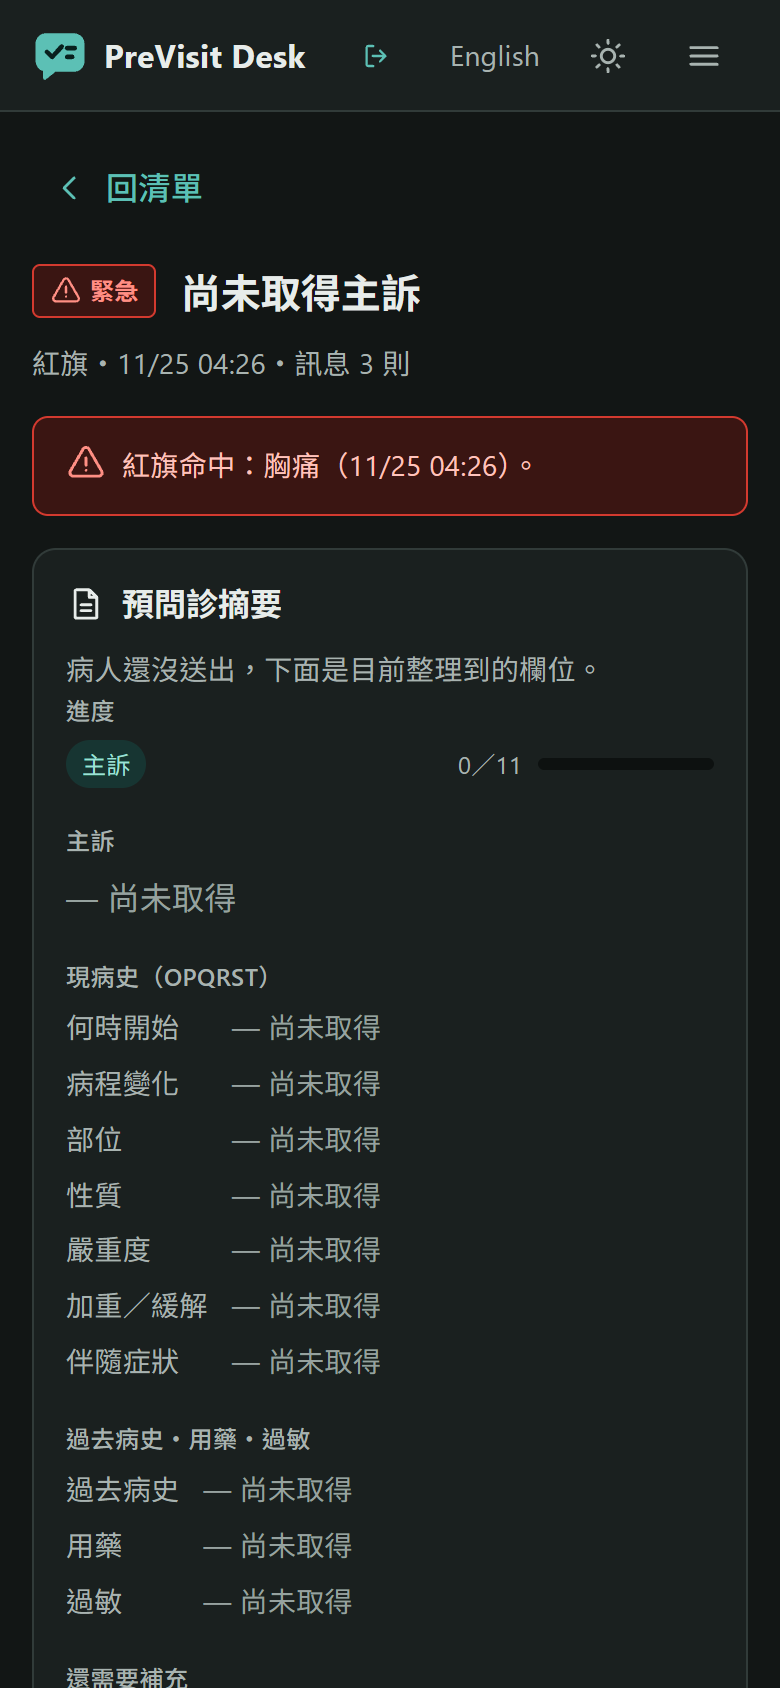 PreVisit Desk English
回清單
緊急 尚未取得主訴
紅旗・11/25 04:26・訊息 3 則
紅旗命中：胸痛（11/25 04:26）。
預問診摘要
病人還沒送出，下面是目前整理到的欄位。
進度
主訴 0／11
主訴
— 尚未取得
現病史（OPQRST）
何時開始 — 尚未取得
病程變化 — 尚未取得
部位 — 尚未取得
性質 — 尚未取得
嚴重度 — 尚未取得
加重／緩解 — 尚未取得
伴隨症狀 — 尚未取得
過去病史・用藥・過敏
過去病史 — 尚未取得
用藥 — 尚未取得
過敏 — 尚未取得
還需要補充